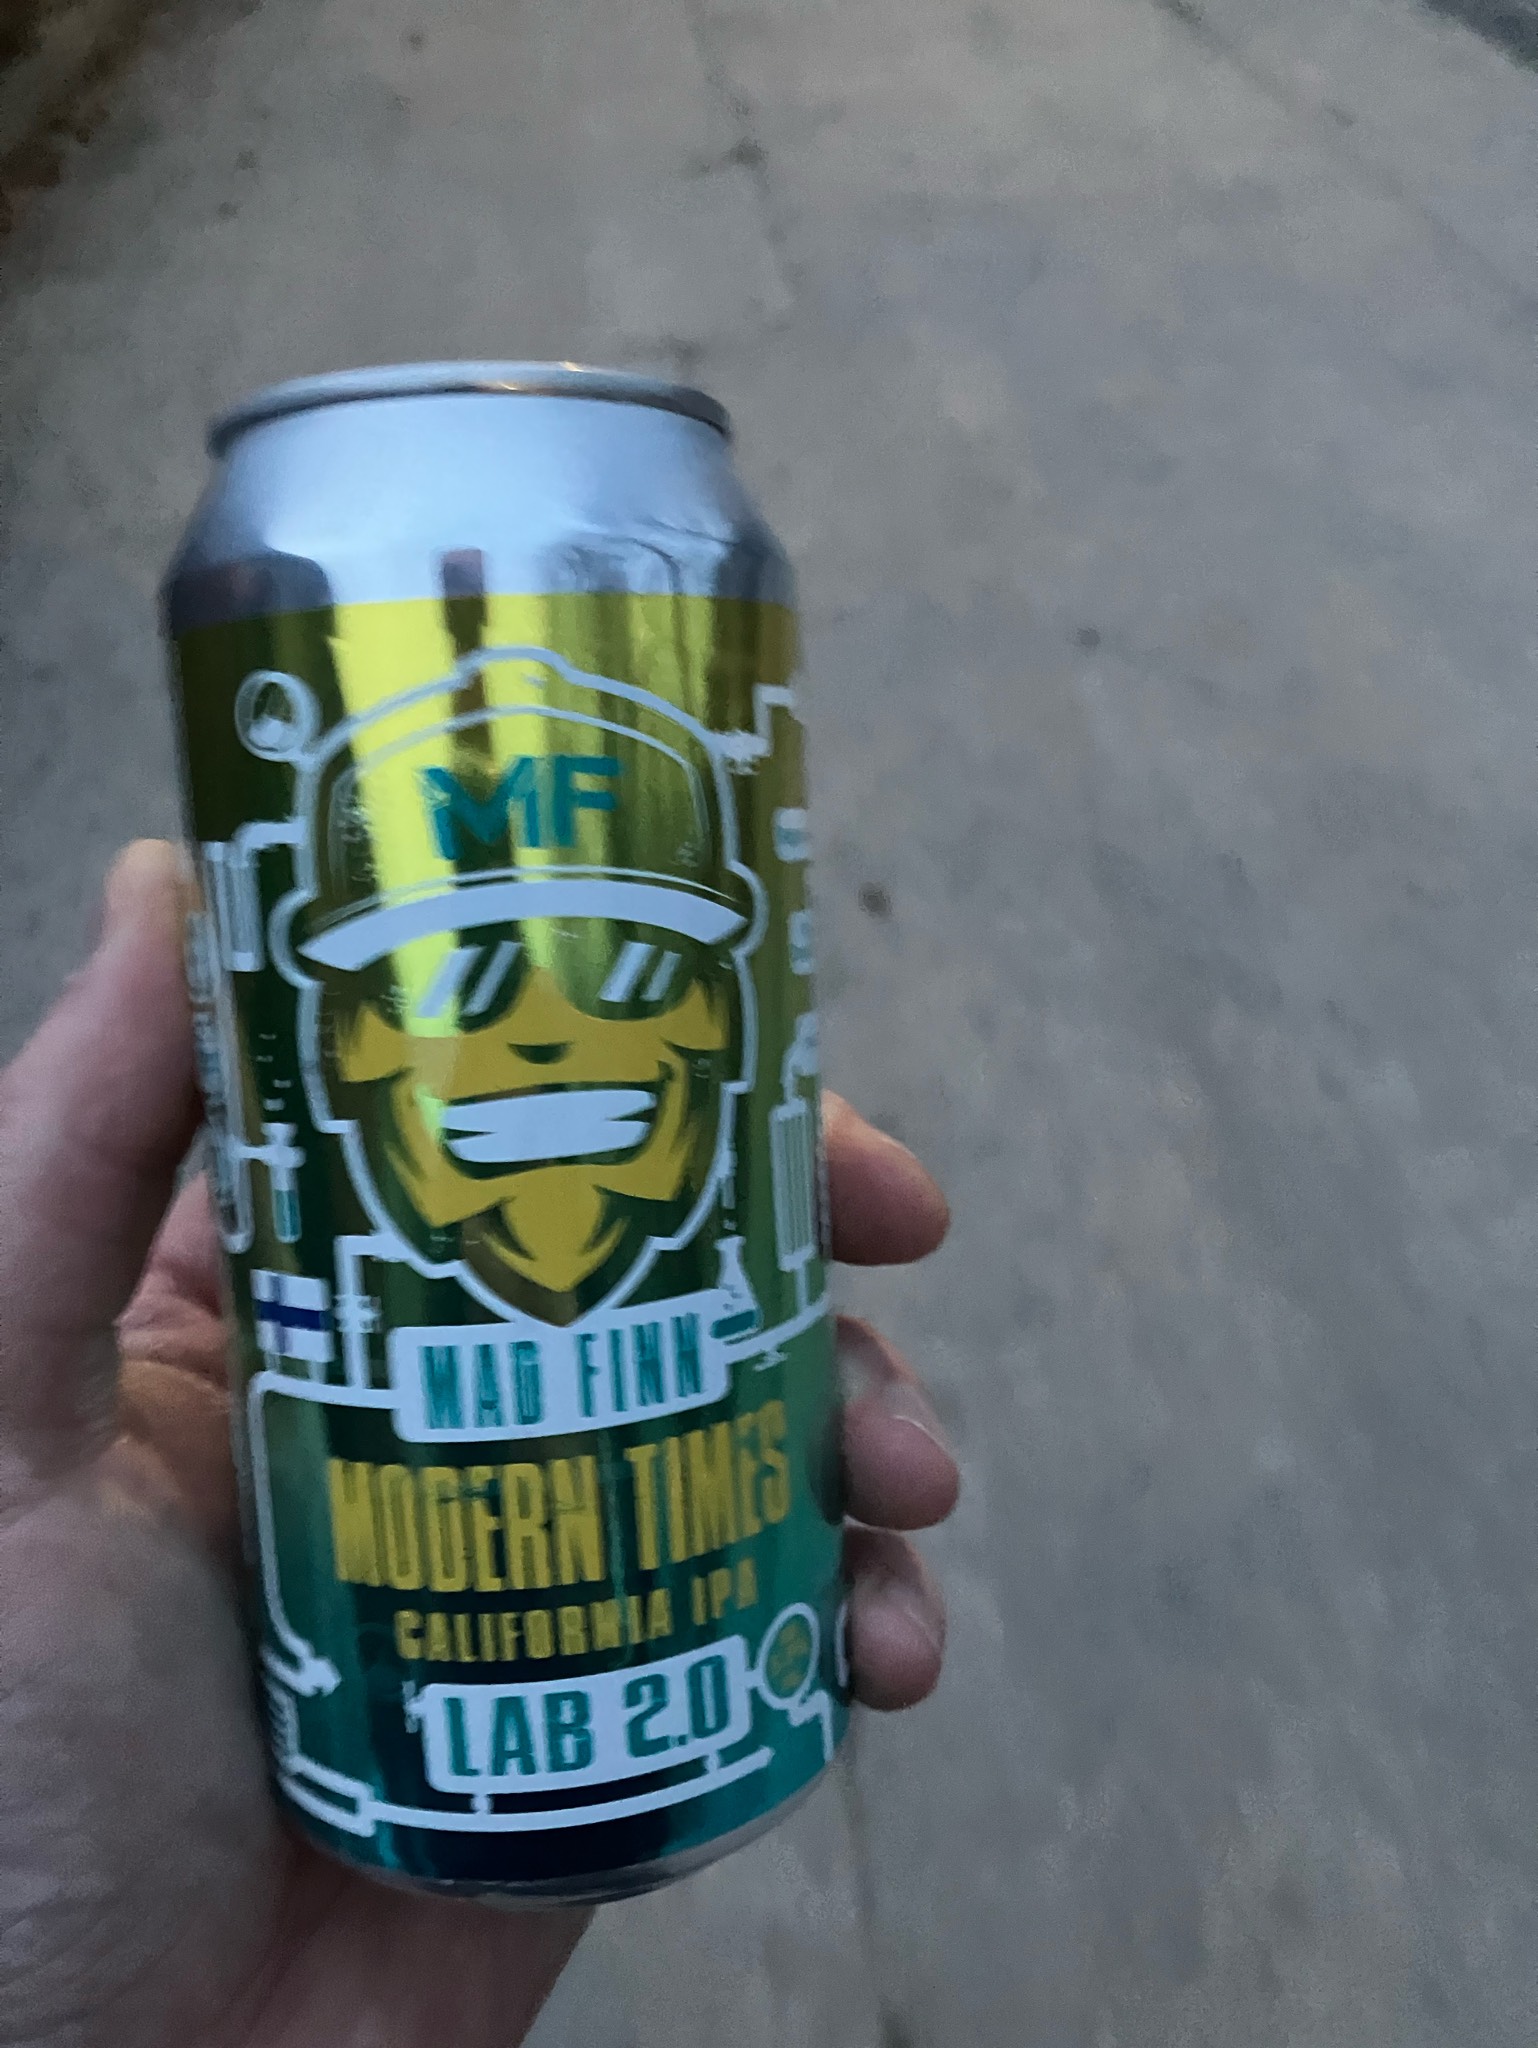 MF
MAD FINN
MODERN TIMES
CALIFORNIA IPA
LAB 2.0